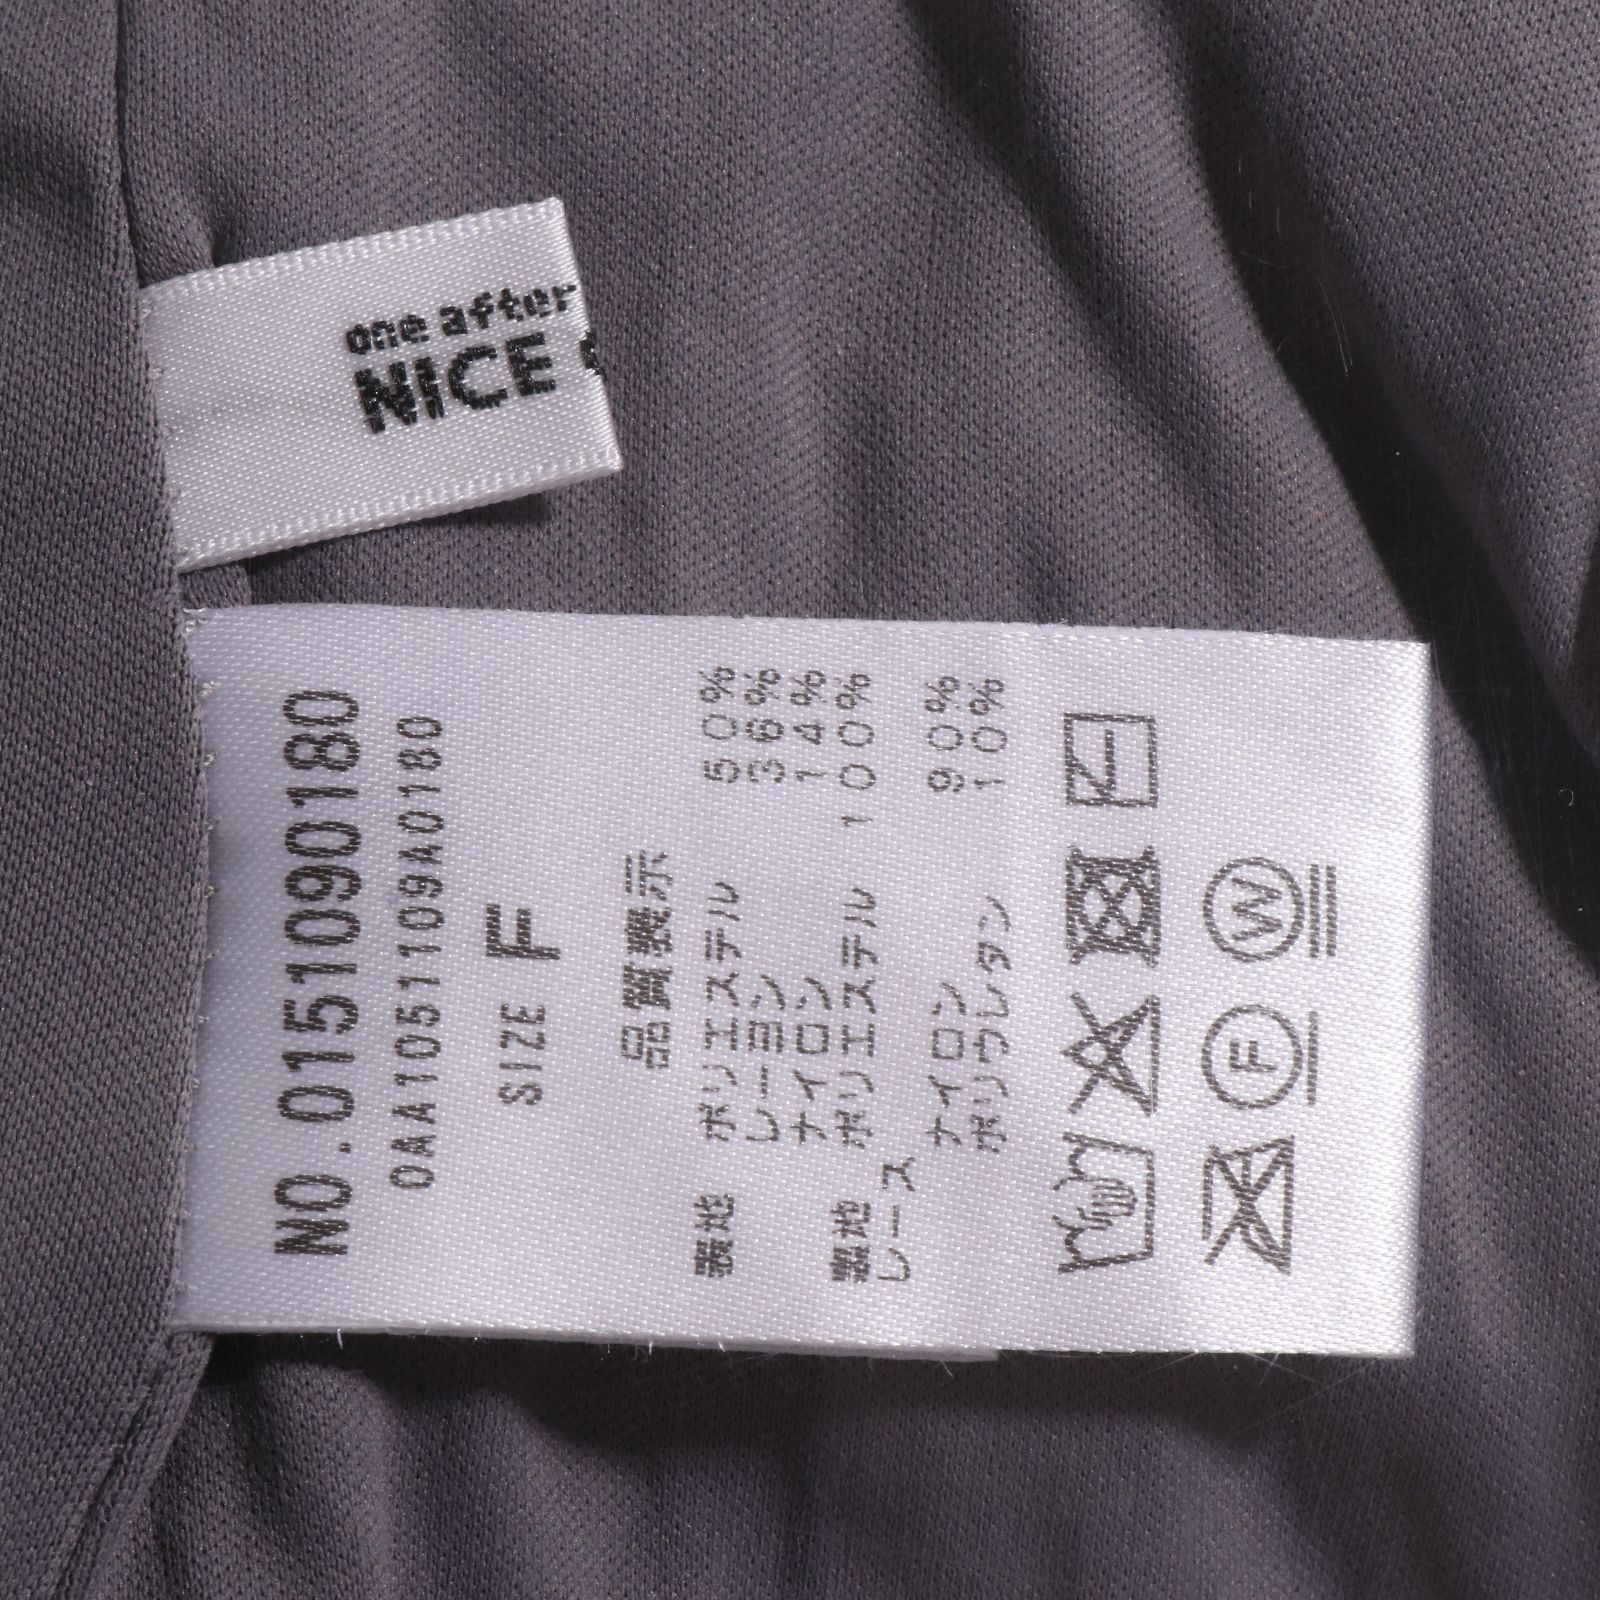 one after
NICE
NO.0151090180
0AA1051109A0180
SIZE F
品質表示
表地 ポリエステル 50%
レーヨン 36%
ナイロン 14%
裏地 ポリエステル 100%
レース
ナイロン 90%
ポリウレタン 10%
F W